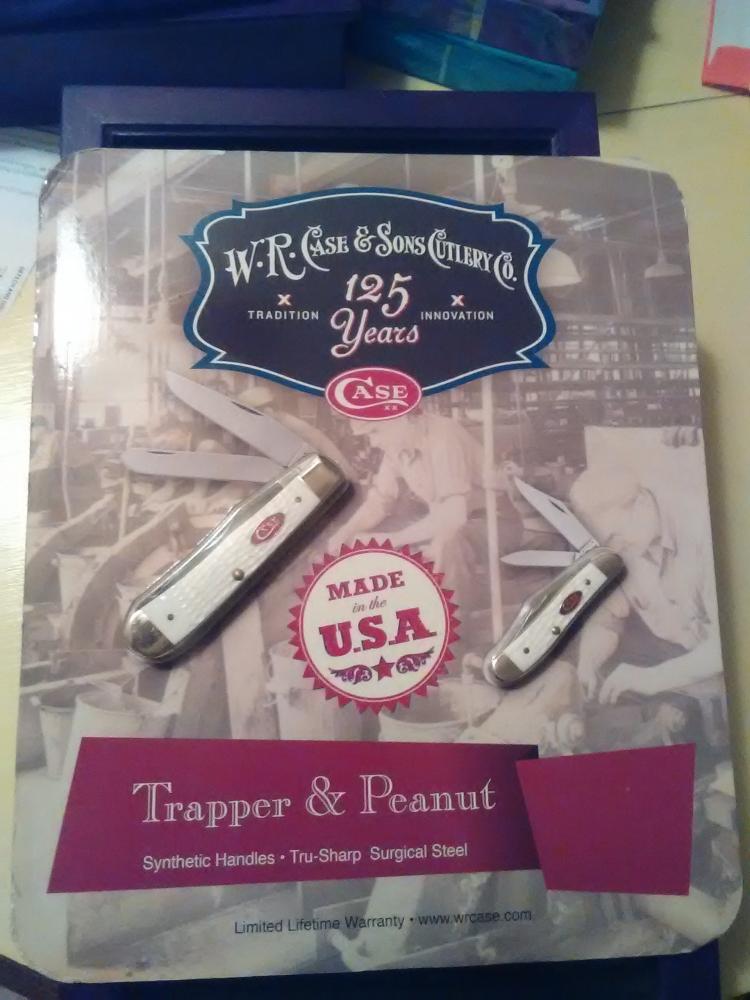 W.R. CASE & SONS CUTLERY CO.
125
X TRADITION
X INNOVATION
Years
CASE
XX
CASE
MADE
in the
U.S.A.
Trapper & Peanut
Synthetic Handles • Tru-Sharp Surgical Steel
Limited Lifetime Warranty • www.wrcase.com